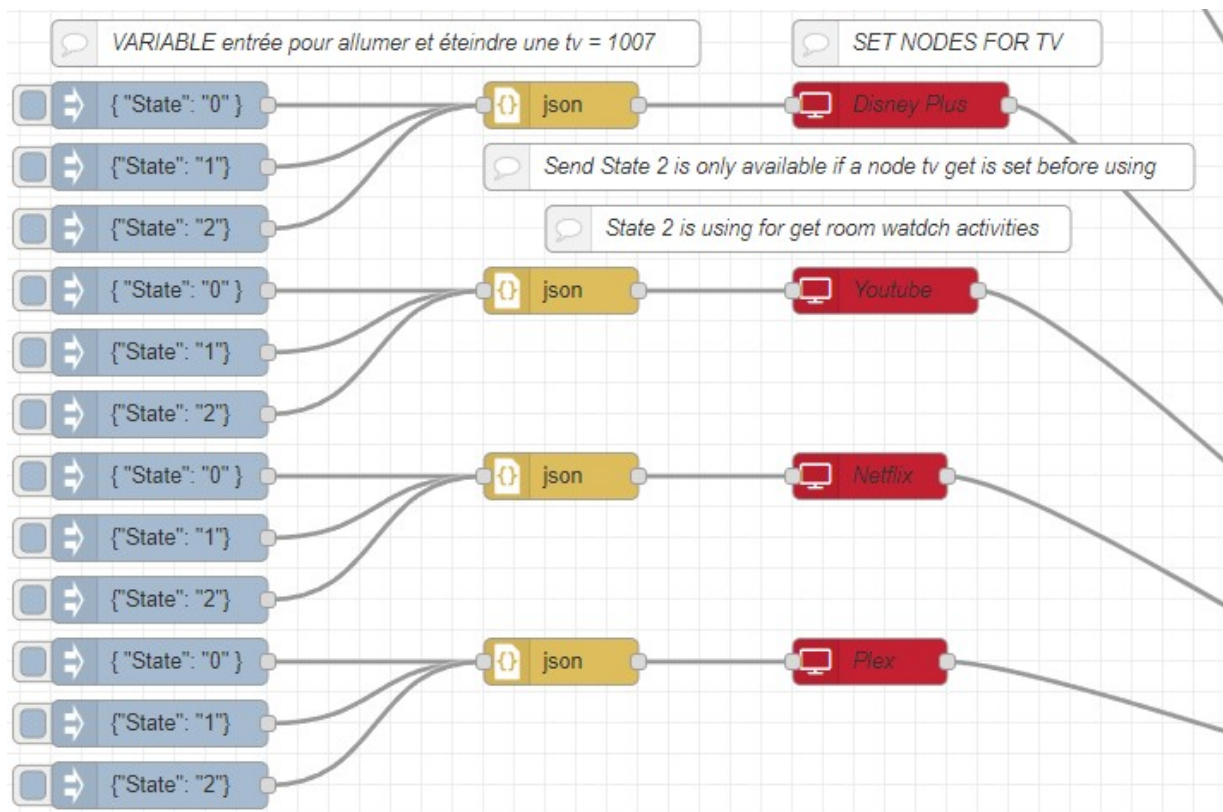 VARIABLE entrée pour allumer et éteindre une tv = 1007
SET NODES FOR TV
{ "State": "0" }
json
Disney Plus
{"State": "1"}
Send State 2 is only available if a node tv get is set before using
{"State": "2"}
State 2 is using for get room watdch activities
{ "State": "0" }
json
Youtube
{"State": "1"}
{"State": "2"}
{ "State": "0" }
json
Netflix
{"State": "1"}
{"State": "2"}
{ "State": "0" }
json
Plex
{"State": "1"}
{"State": "2"}